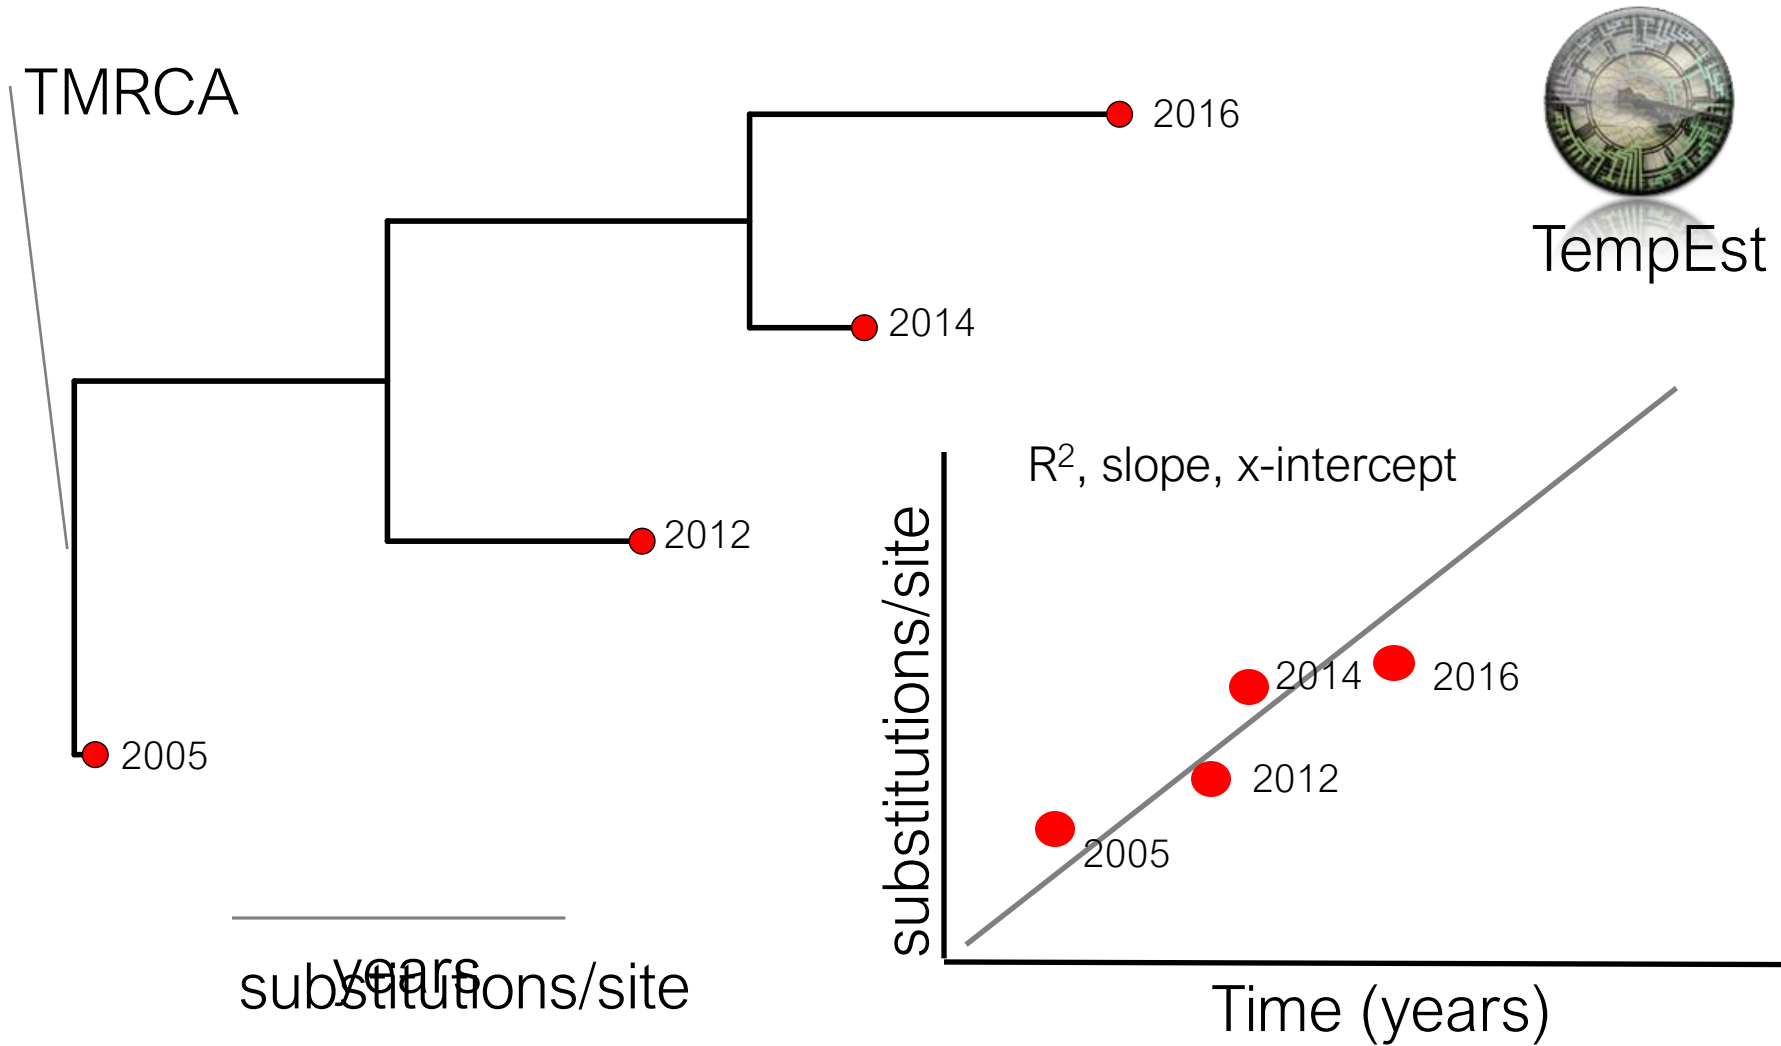 TMRCA
2016
TempEst
2014
2012
2005
years
substitutions/site
R², slope, x-intercept
substitutions/site
2014
2016
2012
2005
Time (years)